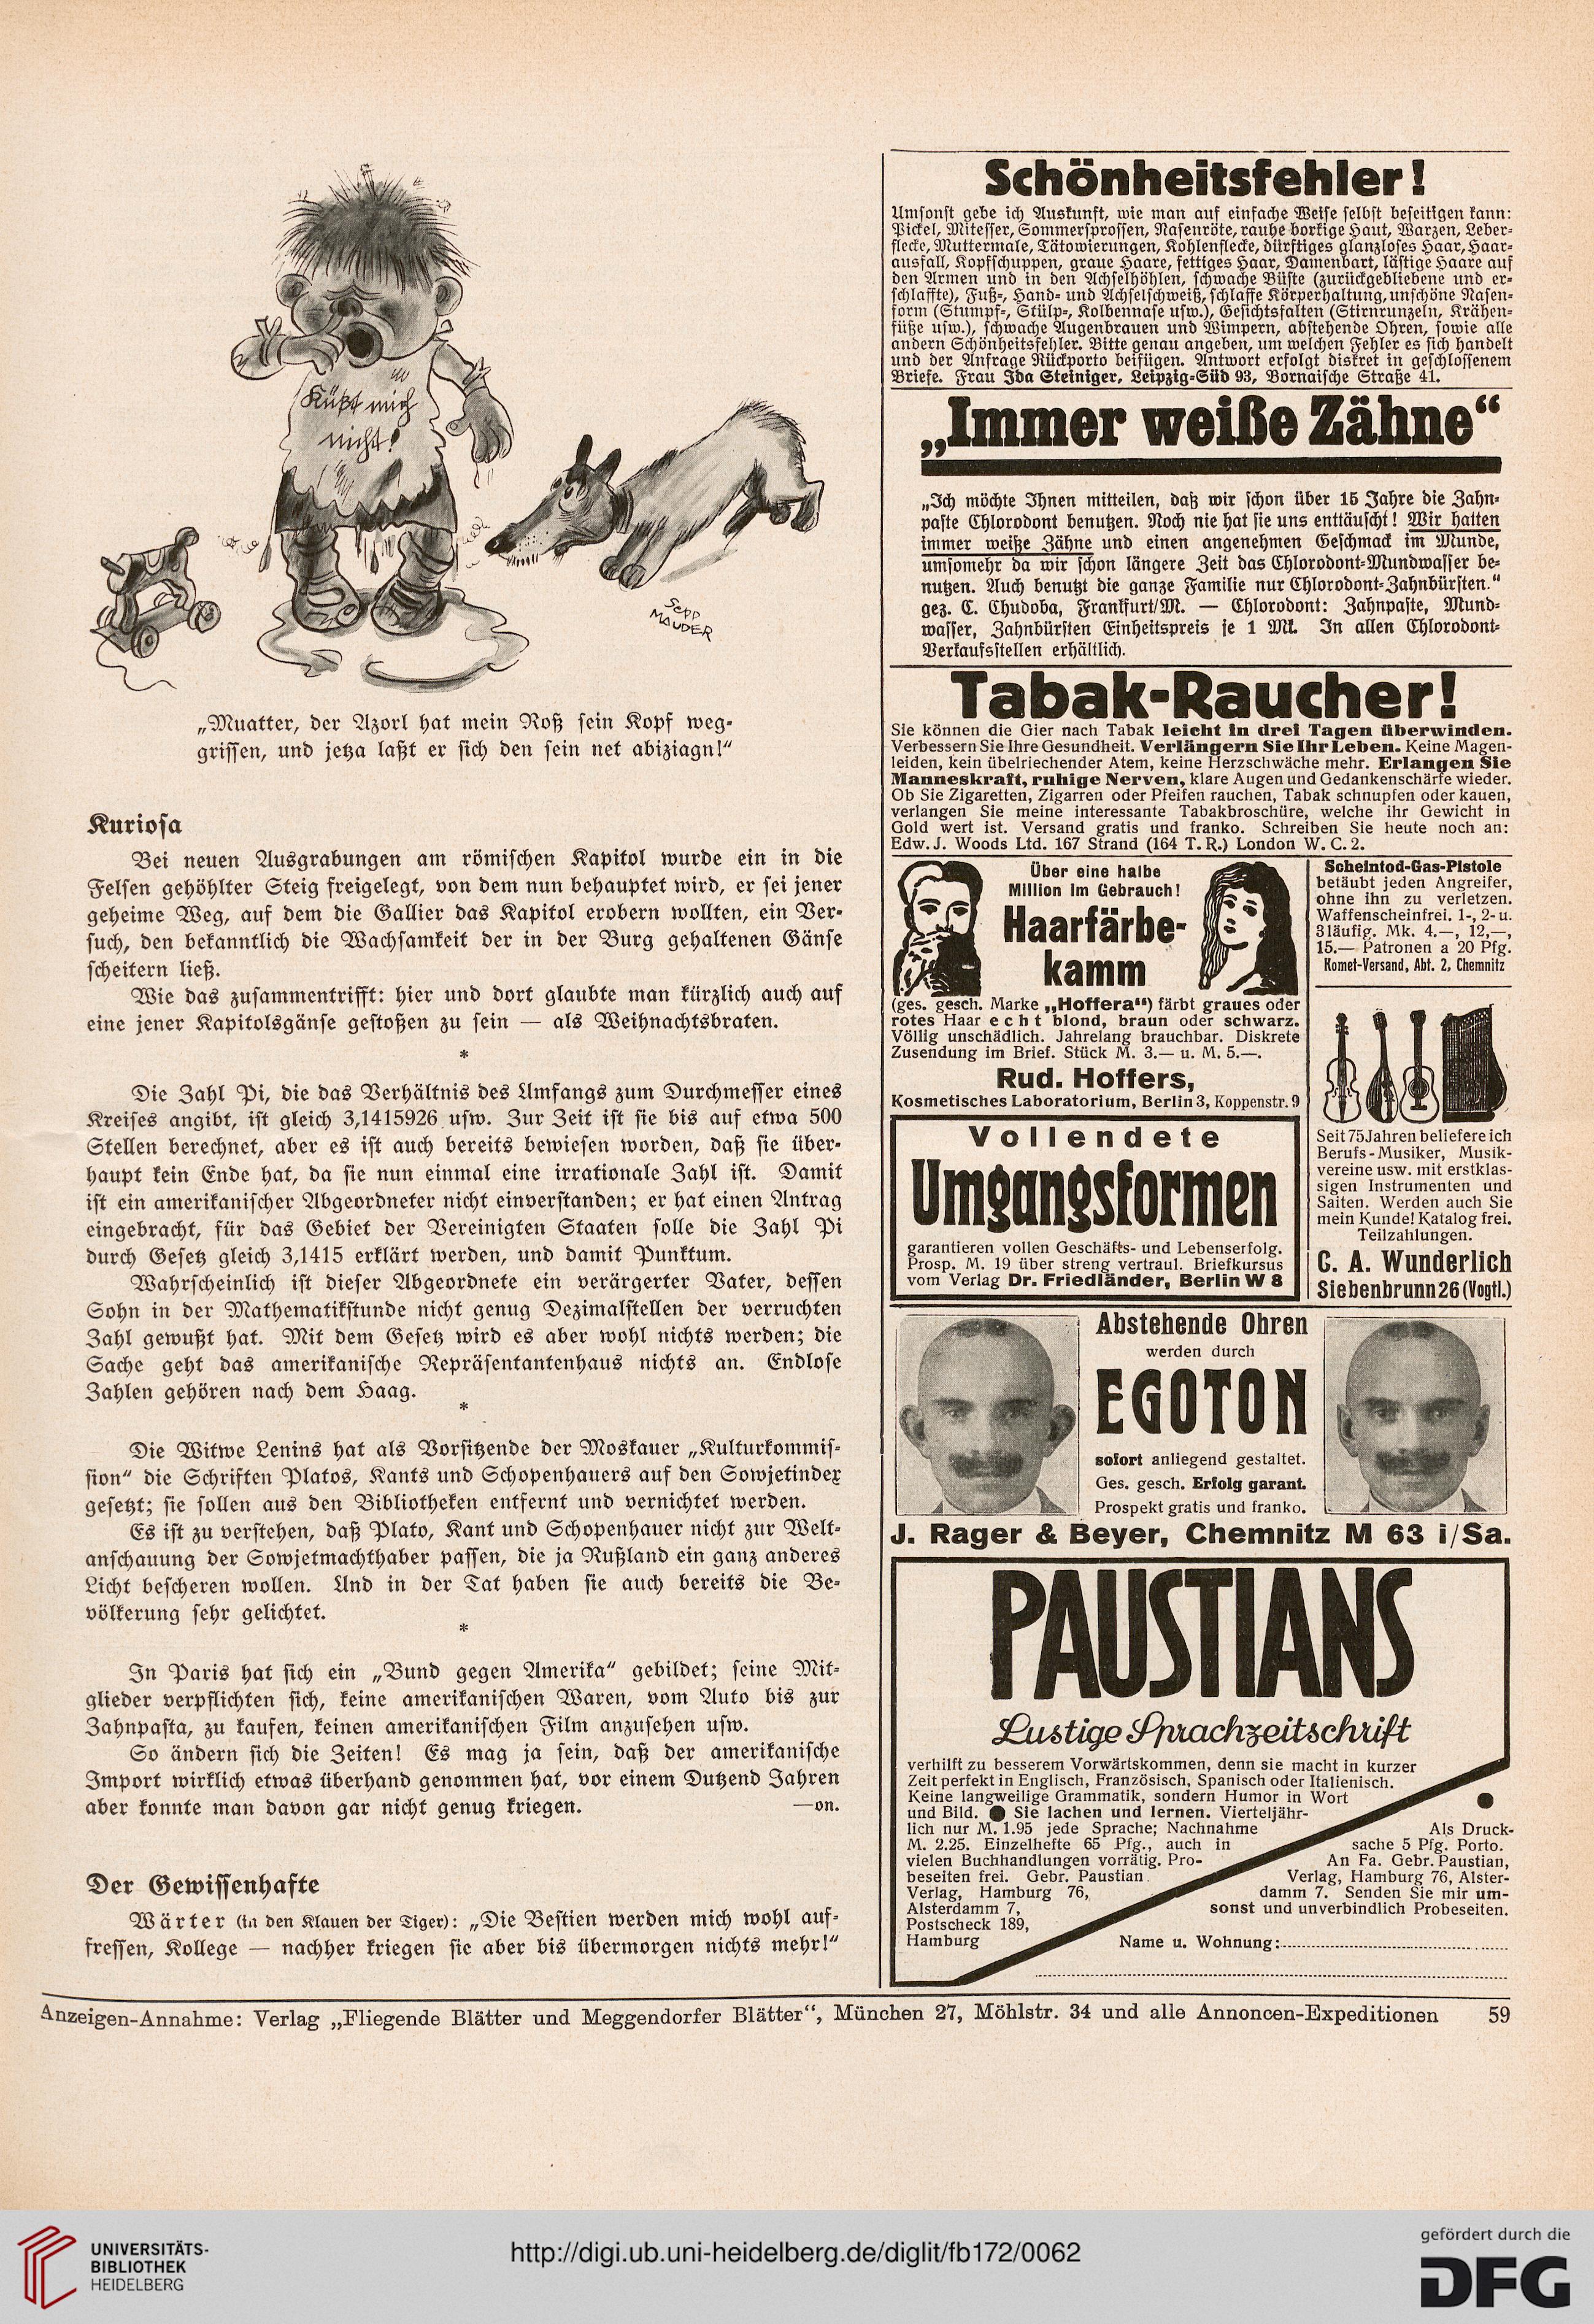 Küßt mich
nicht!
SEPP
MAUDER
„Muatter, der Azorl hat mein Roß sein Kopf weg-
grissen, und jetza laßt er sich den sein net abiziagn!“
Kuriosa
Bei neuen Ausgrabungen am römischen Kapitol wurde ein in die
Felsen gehöhlter Steig freigelegt, von dem nun behauptet wird, er sei jener
geheime Weg, auf dem die Gallier das Kapitol erobern wollten, ein Ver-
such, den bekanntlich die Wachsamkeit der in der Burg gehaltenen Gänse
scheitern ließ.
Wie das zusammentrifft: hier und dort glaubte man kürzlich auch auf
eine jener Kapitolsgänse gestoßen zu sein — als Weihnachtsbraten.
*
Die Zahl Pi, die das Verhältnis des Umfangs zum Durchmesser eines
Kreises angibt, ist gleich 3,1415926 usw. Zur Zeit ist sie bis auf etwa 500
Stellen berechnet, aber es ist auch bereits bewiesen worden, daß sie über-
haupt kein Ende hat, da sie nun einmal eine irrationale Zahl ist. Damit
ist ein amerikanischer Abgeordneter nicht einverstanden; er hat einen Antrag
eingebracht, für das Gebiet der Vereinigten Staaten solle die Zahl Pi
durch Gesetz gleich 3,1415 erklärt werden, und damit Punktum.
Wahrscheinlich ist dieser Abgeordnete ein verärgerter Vater, dessen
Sohn in der Mathematikstunde nicht genug Dezimalstellen der verruchten
Zahl gewußt hat. Mit dem Gesetz wird es aber wohl nichts werden; die
Sache geht das amerikanische Repräsentantenhaus nichts an. Endlose
Zahlen gehören nach dem Haag.
*
Die Witwe Lenins hat als Vorsitzende der Moskauer „Kulturkommis-
sion“ die Schriften Platos, Kants und Schopenhauers auf den Sowjetindex
gesetzt; sie sollen aus den Bibliotheken entfernt und vernichtet werden.
Es ist zu verstehen, daß Plato, Kant und Schopenhauer nicht zur Welt-
anschauung der Sowjetmachthaber passen, die ja Rußland ein ganz anderes
Licht bescheren wollen. Und in der Tat haben sie auch bereits die Be-
völkerung sehr gelichtet.
*
In Paris hat sich ein „Bund gegen Amerika“ gebildet; seine Mit-
glieder verpflichten sich, keine amerikanischen Waren, vom Auto bis zur
Zahnpasta, zu kaufen, keinen amerikanischen Film anzusehen usw.
So ändern sich die Zeiten! Es mag ja sein, daß der amerikanische
Import wirklich etwas überhand genommen hat, vor einem Dutzend Jahren
aber konnte man davon gar nicht genug kriegen. —on.
Der Gewissenhafte
Wärter (in den Klauen der Tiger): „Die Bestien werden mich wohl auf-
fressen, Kollege — nachher kriegen sie aber bis übermorgen nichts mehr!“
Schönheitsfehler!
Umsonst gebe ich Auskunft, wie man auf einfache Weise selbst beseitigen kann:
Pickel, Mitesser, Sommersprossen, Nasenröte, rauhe borkige Haut, Warzen, Leber-
flecke, Muttermale, Tätowierungen, Kohlenflecke, dürftiges glanzloses Haar, Haar-
ausfall, Kopfschuppen, graue Haare, fettiges Haar, Damenbart, lästige Haare auf
den Armen und in den Achselhöhlen, schwache Büste (zurückgebliebene und er-
schlaffte), Fuß-, Hand- und Achselschweiß, schlaffe Körperhaltung, unschöne Nasen-
form (Stumpf-, Stülp-, Kolbennase usw.), Gesichtsfalten (Stirnrunzeln, Krähen-
füße usw.), schwache Augenbrauen und Wimpern, abstehende Ohren, sowie alle
andern Schönheitsfehler. Bitte genau angeben, um welchen Fehler es sich handelt
und der Anfrage Rückporto beifügen. Antwort erfolgt diskret in geschlossenem
Briefe. Frau Ida Steiniger, Leipzig-Süd 93, Bornaische Straße 41.
„Immer weiße Zähne“
„Ich möchte Ihnen mitteilen, daß wir schon über 15 Jahre die Zahn-
paste Chlorodont benutzen. Noch nie hat sie uns enttäuscht! Wir hatten
immer weiße Zähne und einen angenehmen Geschmack im Munde,
umsomehr da wir schon längere Zeit das Chlorodont-Mundwasser be-
nutzen. Auch benutzt die ganze Familie nur Chlorodont-Zahnbürsten.“
gez. C. Chudoba, Frankfurt/M. — Chlorodont: Zahnpaste, Mund-
wasser, Zahnbürsten Einheitspreis je 1 Mk. In allen Chlorodont-
Verkaufsstellen erhältlich.
Tabak-Raucher!
Sie können die Gier nach Tabak leicht in drei Tagen überwinden.
Verbessern Sie Ihre Gesundheit. Verlängern Sie Ihr Leben. Keine Magen-
leiden, kein übelriechender Atem, keine Herzschwäche mehr. Erlangen Sie
Manneskraft, ruhige Nerven, klare Augen und Gedankenschärfe wieder.
Ob Sie Zigaretten, Zigarren oder Pfeifen rauchen, Tabak schnupfen oder kauen,
verlangen Sie meine interessante Tabakbroschüre, welche ihr Gewicht in
Gold wert ist. Versand gratis und franko. Schreiben Sie heute noch an:
Edw. J. Woods Ltd. 167 Strand (164 T. R.) London W. C. 2.
Über eine halbe
Million im Gebrauch!
Haarfärbe-
kamm
(ges. gesch. Marke „Hoffera“) färbt graues oder
rotes Haar echt blond, braun oder schwarz.
Völlig unschädlich. Jahrelang brauchbar. Diskrete
Zusendung im Brief. Stück M. 3.— u. M. 5.—.
Rud. Hoffers,
Kosmetisches Laboratorium, Berlin 3, Koppenstr. 9
Scheintod-Gas-Pistole
betäubt jeden Angreifer,
ohne ihn zu verletzen.
Waffenscheinfrei. 1-, 2- u.
3läufig. Mk. 4.—, 12,—,
15.— Patronen a 20 Pfg.
Komet-Versand, Abt. 2, Chemnitz
Vollendete
Umgangsformen
garantieren vollen Geschäfts- und Lebenserfolg.
Prosp. M. 19 über streng vertraul. Briefkursus
vom Verlag Dr. Friedländer, Berlin W 8
Seit 75 Jahren beliefere ich
Berufs-Musiker, Musik-
vereine usw. mit erstklas-
sigen Instrumenten und
Saiten. Werden auch Sie
mein Kunde! Katalog frei.
Teilzahlungen.
C. A. Wunderlich
Siebenbrunn 26 (Vogtl.)
Abstehende Ohren
werden durch
EGOTON
sofort anliegend gestaltet.
Ges. gesch. Erfolg garant.
Prospekt gratis und franko.
J. Rager & Beyer, Chemnitz M 63 i/Sa.
PAUSTIANS
Lustige Sprachzeitschrift
verhilft zu besserem Vorwärtskommen, denn sie macht in kurzer
Zeit perfekt in Englisch, Französisch, Spanisch oder Italienisch.
Keine langweilige Grammatik, sondern Humor in Wort
und Bild. ● Sie lachen und lernen. Vierteljähr-
lich nur M. 1.95 jede Sprache; Nachnahme
M. 2.25. Einzelhefte 65 Pfg., auch in
vielen Buchhandlungen vorrätig. Pro-
beseiten frei. Gebr. Paustian
Verlag, Hamburg 76,
Alsterdamm 7,
Postscheck 189,
Hamburg
Als Druck-
sache 5 Pfg. Porto.
An Fa. Gebr. Paustian,
Verlag, Hamburg 76, Alster-
damm 7. Senden Sie mir um-
sonst und unverbindlich Probeseiten.
Name u. Wohnung:
Anzeigen-Annahme: Verlag „Fliegende Blätter und Meggendorfer Blätter“, München 27, Möhlstr. 34 und alle Annoncen-Expeditionen 59
UNIVERSITÄTS-
BIBLIOTHEK
HEIDELBERG
http://digi.ub.uni-heidelberg.de/diglit/fb172/0062
gefördert durch die
DFG